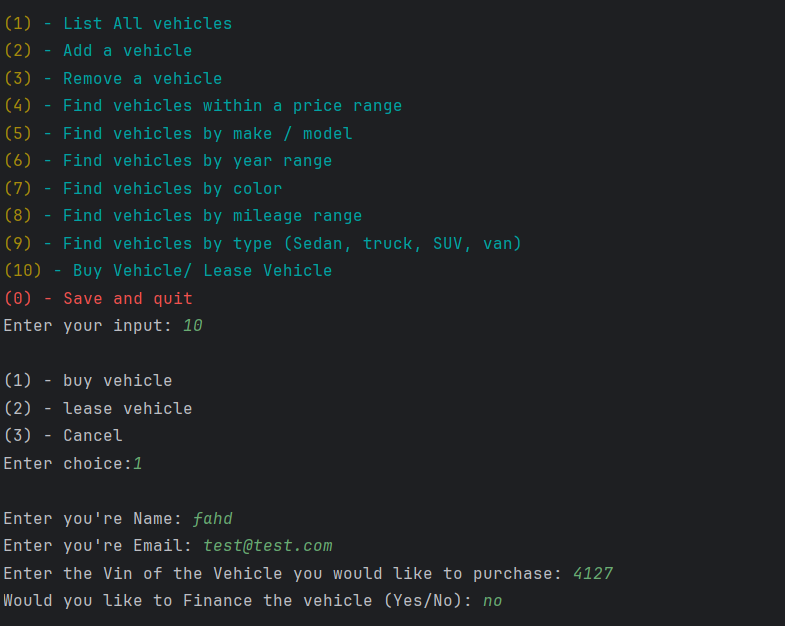 (1) - List All vehicles
(2) - Add a vehicle
(3) - Remove a vehicle
(4) - Find vehicles within a price range
(5) - Find vehicles by make / model
(6) - Find vehicles by year range
(7) - Find vehicles by color
(8) - Find vehicles by mileage range
(9) - Find vehicles by type (Sedan, truck, SUV, van)
(10) - Buy Vehicle/ Lease Vehicle
(0) - Save and quit
Enter your input: 10
(1) - buy vehicle
(2) - lease vehicle
(3) - Cancel
Enter choice:1
Enter you're Name: fahd
Enter you're Email: test@test.com
Enter the Vin of the Vehicle you would like to purchase: 4127
Would you like to Finance the vehicle (Yes/No): no